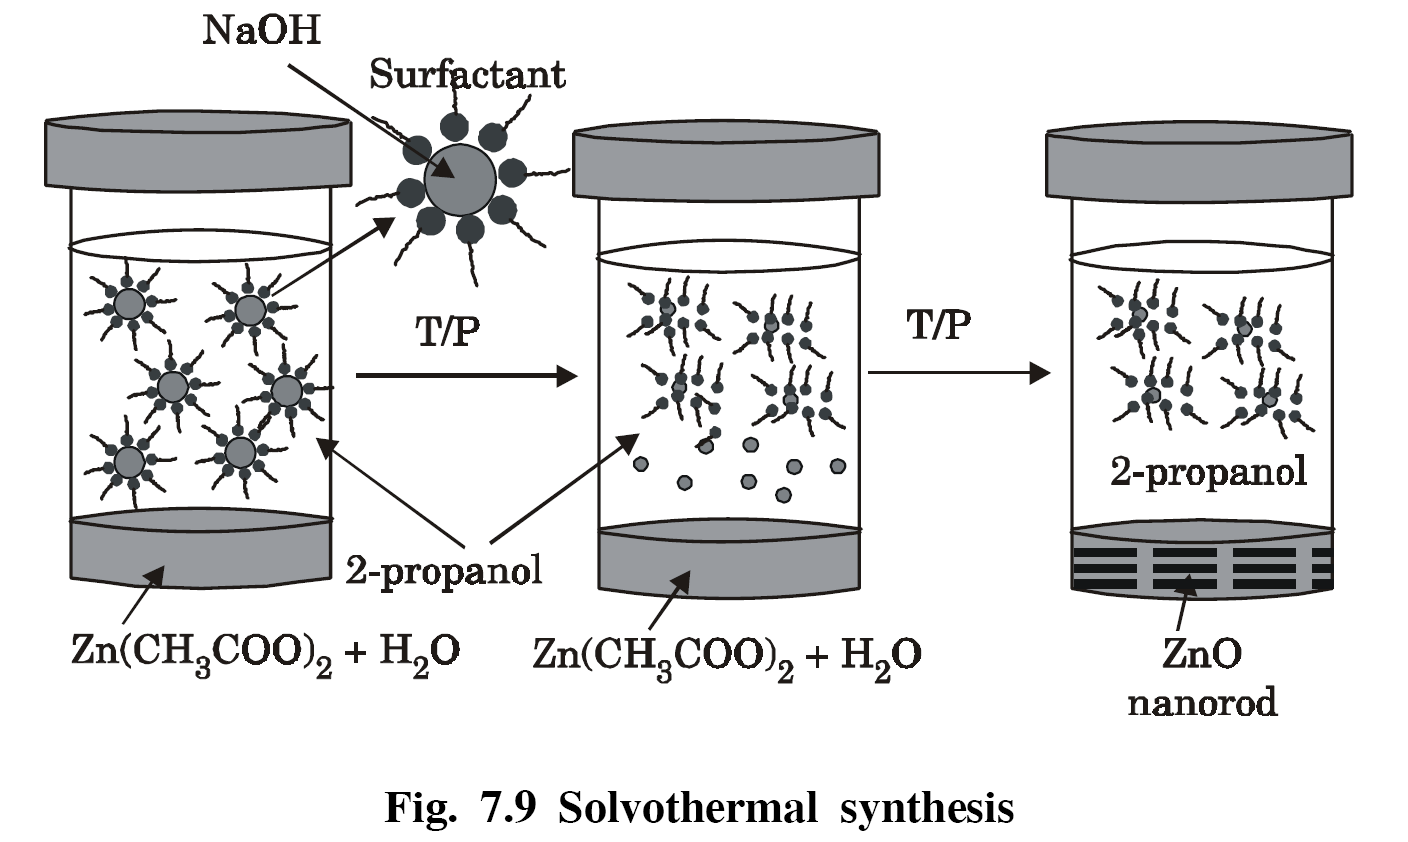 NaOH
Surfactant
T/P
T/P
2-propanol
2-propanol
Zn(CH₃COO)₂ + H₂O
Zn(CH₃COO)₂ + H₂O
ZnO
nanorod
Fig. 7.9 Solvothermal synthesis